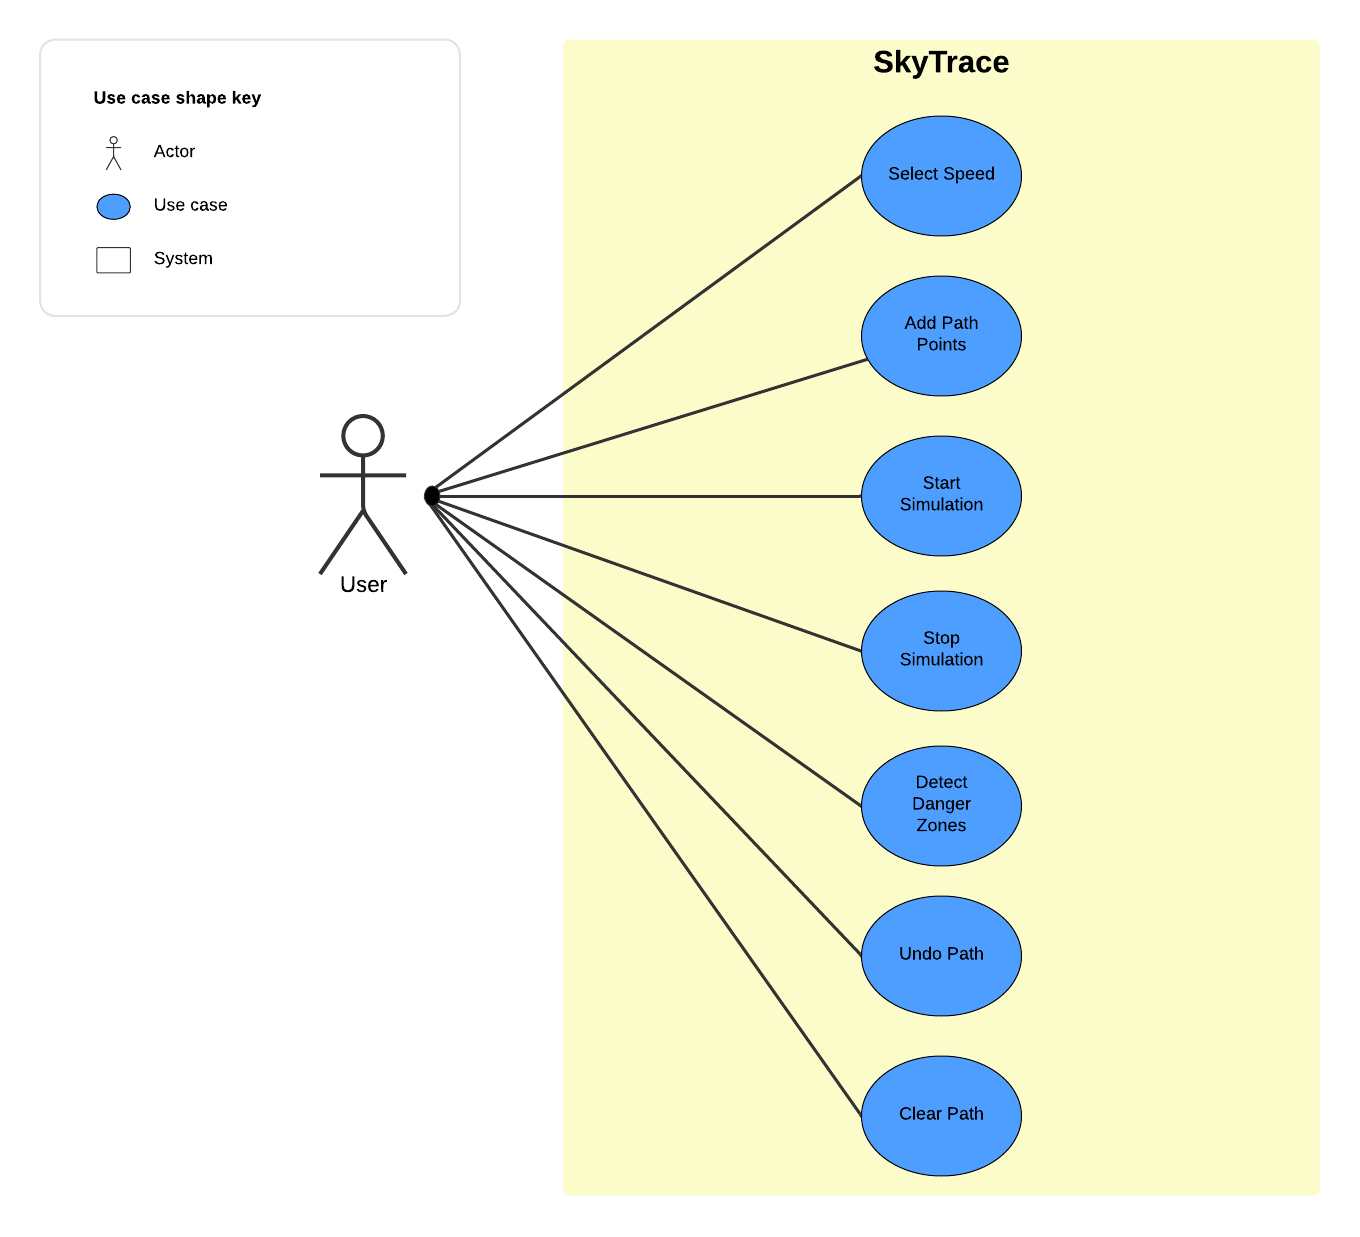 Use case shape key
Actor
Use case
System
User
SkyTrace
Select Speed
Add Path
Points
Start
Simulation
Stop
Simulation
Detect
Danger
Zones
Undo Path
Clear Path